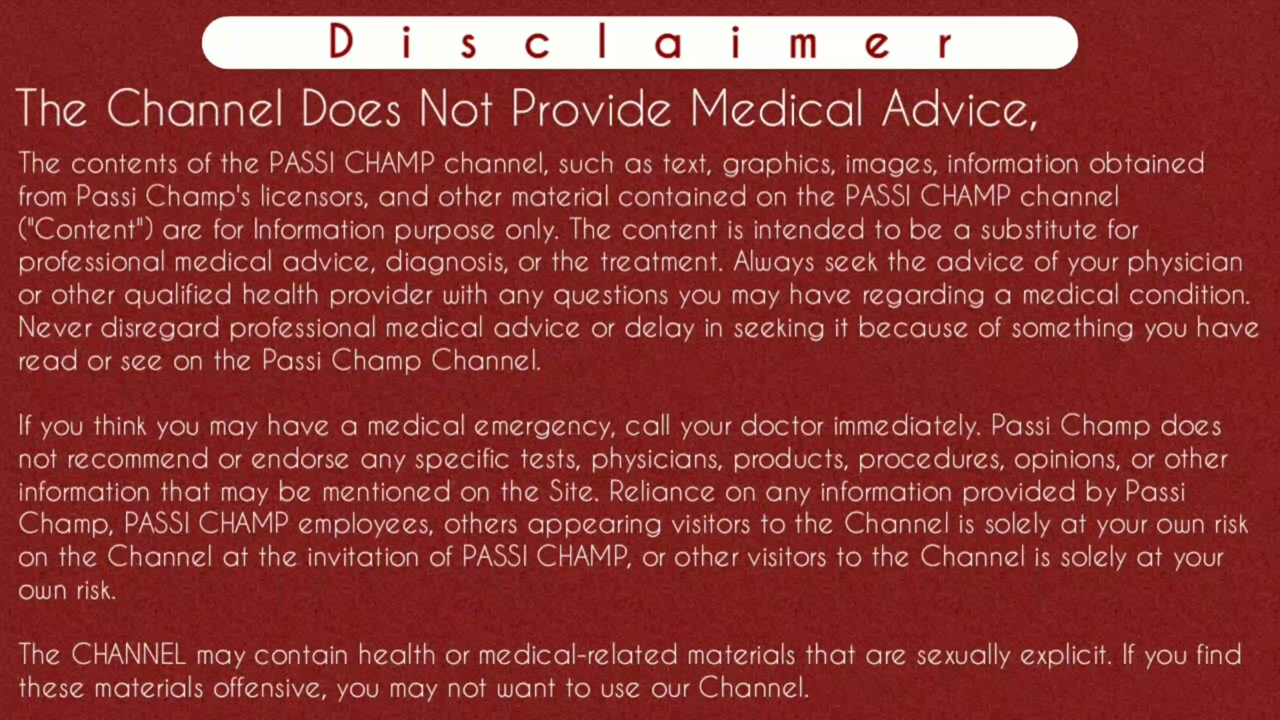 Disclaimer
The Channel Does Not Provide Medical Advice,
The contents of the PASSI CHAMP channel, such as text, graphics, images, information obtained
from Passi Champ's licensors, and other material contained on the PASSI CHAMP channel
("Content") are for Information purpose only. The content is intended to be a substitute for
professional medical advice, diagnosis, or the treatment. Always seek the advice of your physician
or other qualified health provider with any questions you may have regarding a medical condition.
Never disregard professional medical advice or delay in seeking it because of something you have
read or see on the Passi Champ Channel.
If you think you may have a medical emergency, call your doctor immediately. Passi Champ does
not recommend or endorse any specific tests, physicians, products, procedures, opinions, or other
information that may be mentioned on the Site. Reliance on any information provided by Passi
Champ, PASSI CHAMP employees, others appearing visitors to the Channel is solely at your own risk
on the Channel at the invitation of PASSI CHAMP, or other visitors to the Channel is solely at your
own risk.
The CHANNEL may contain health or medical-related materials that are sexually explicit. If you find
these materials offensive, you may not want to use our Channel.